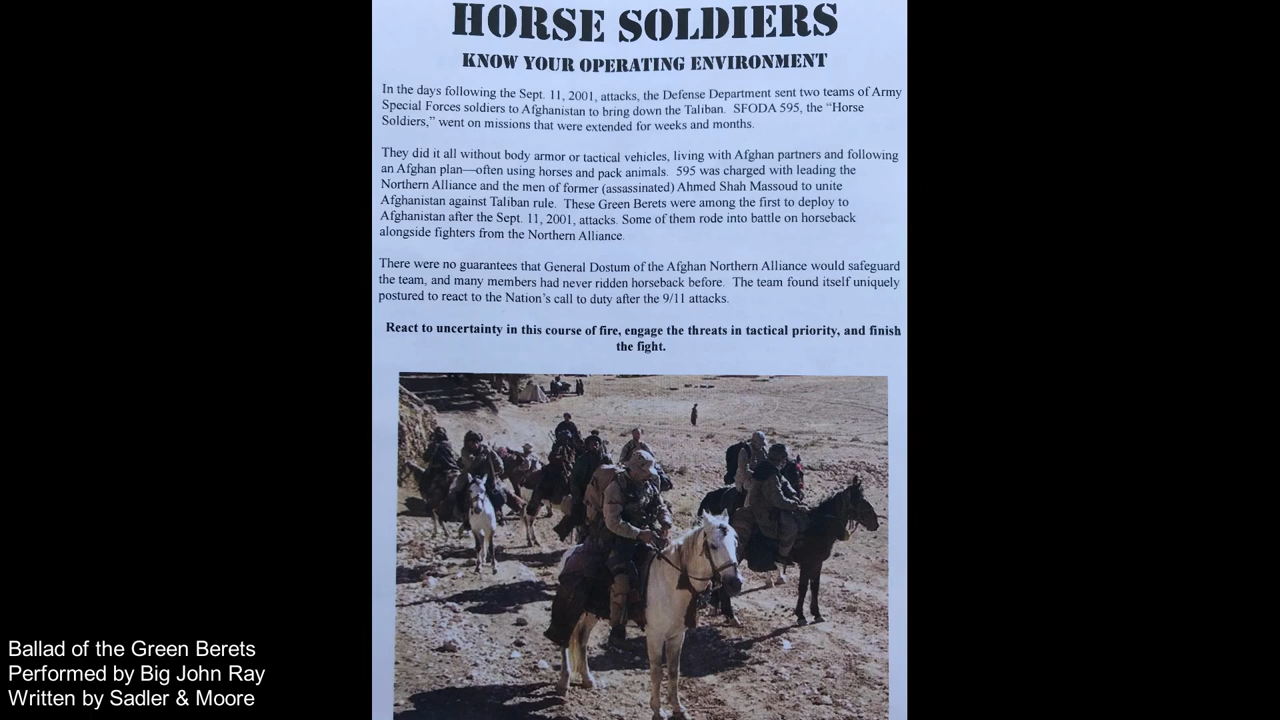 HORSE SOLDIERS
KNOW YOUR OPERATING ENVIRONMENT
In the days following the Sept. 11, 2001, attacks, the Defense Department sent two teams of Army
Special Forces soldiers to Afghanistan to bring down the Taliban. SFODA 595, the “Horse
Soldiers,” went on missions that were extended for weeks and months.
They did it all without body armor or tactical vehicles, living with Afghan partners and following
an Afghan plan—often using horses and pack animals. 595 was charged with leading the
Northern Alliance and the men of former (assassinated) Ahmed Shah Massoud to unite
Afghanistan against Taliban rule. These Green Berets were among the first to deploy to
Afghanistan after the Sept. 11, 2001, attacks. Some of them rode into battle on horseback
alongside fighters from the Northern Alliance.
There were no guarantees that General Dostum of the Afghan Northern Alliance would safeguard
the team, and many members had never ridden horseback before. The team found itself uniquely
postured to react to the Nation’s call to duty after the 9/11 attacks.
React to uncertainty in this course of fire, engage the threats in tactical priority, and finish
the fight.
Ballad of the Green Berets
Performed by Big John Ray
Written by Sadler & Moore